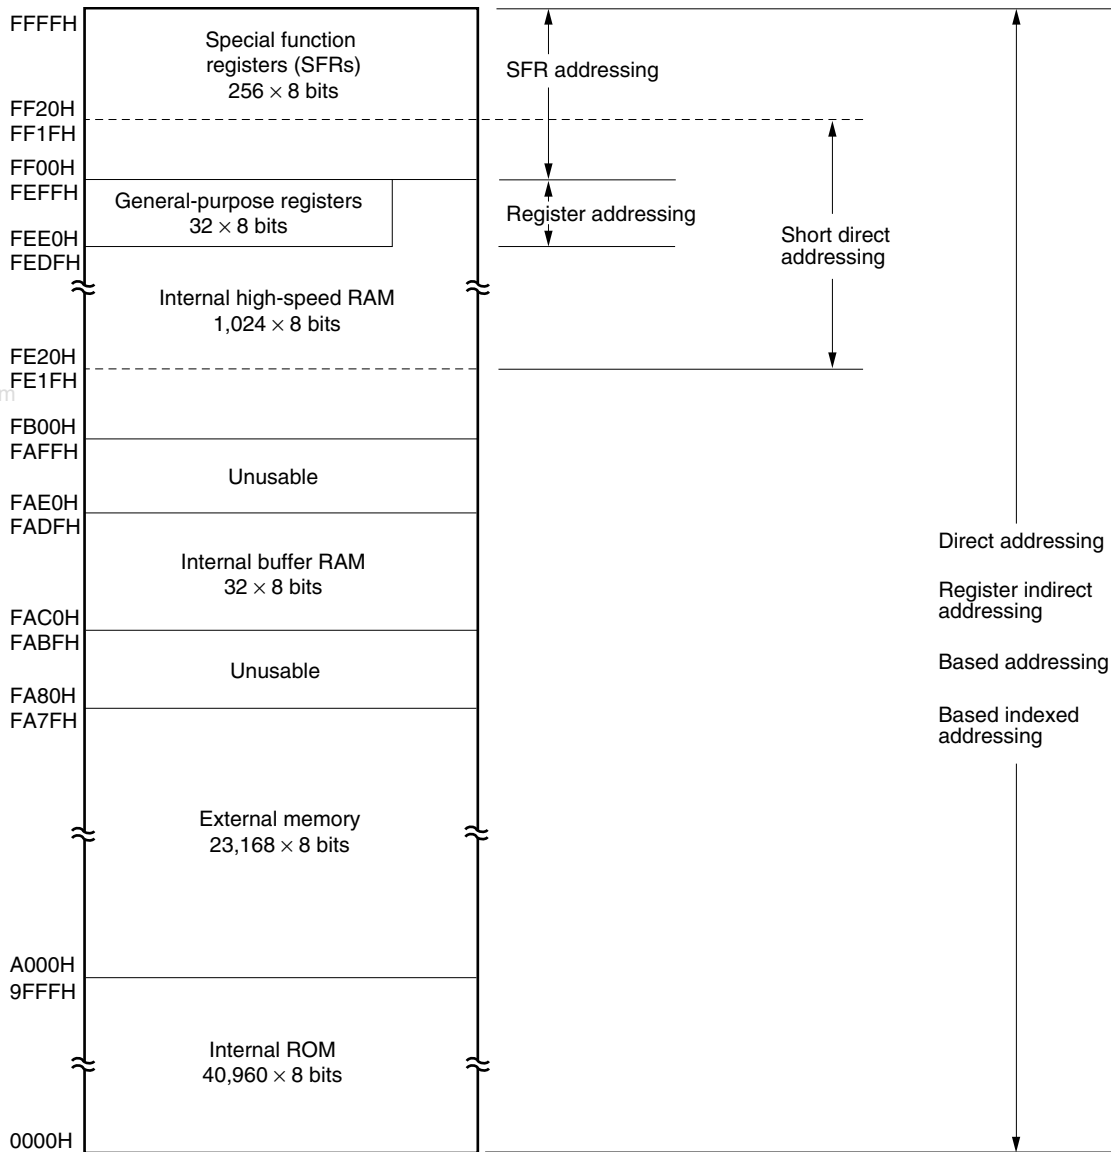 FFFFH
Special function
registers (SFRs)
256 × 8 bits
SFR addressing
FF20H
FF1FH
FF00H
FEFFH
General-purpose registers
32 × 8 bits
Register addressing
FEE0H
FEDFH
Short direct
addressing
Internal high-speed RAM
1,024 × 8 bits
FE20H
FE1FH
m
FB00H
FAFFH
Unusable
FAE0H
FADFH
Internal buffer RAM
32 × 8 bits
FAC0H
FABFH
Unusable
FA80H
FA7FH
Direct addressing
Register indirect
addressing
Based addressing
Based indexed
addressing
External memory
23,168 × 8 bits
A000H
9FFFH
Internal ROM
40,960 × 8 bits
0000H